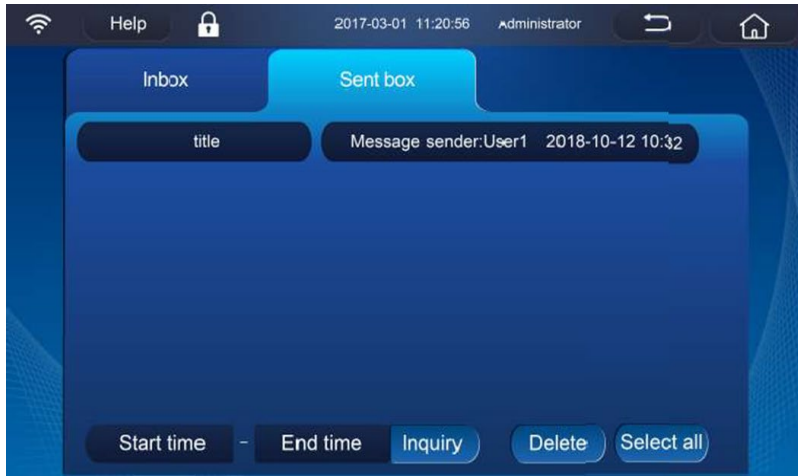 Help 2017-03-01 11:20:56 Administrator
Inbox Sent box
title Message sender:User1 2018-10-12 10:32
Start time - End time Inquiry Delete Select all